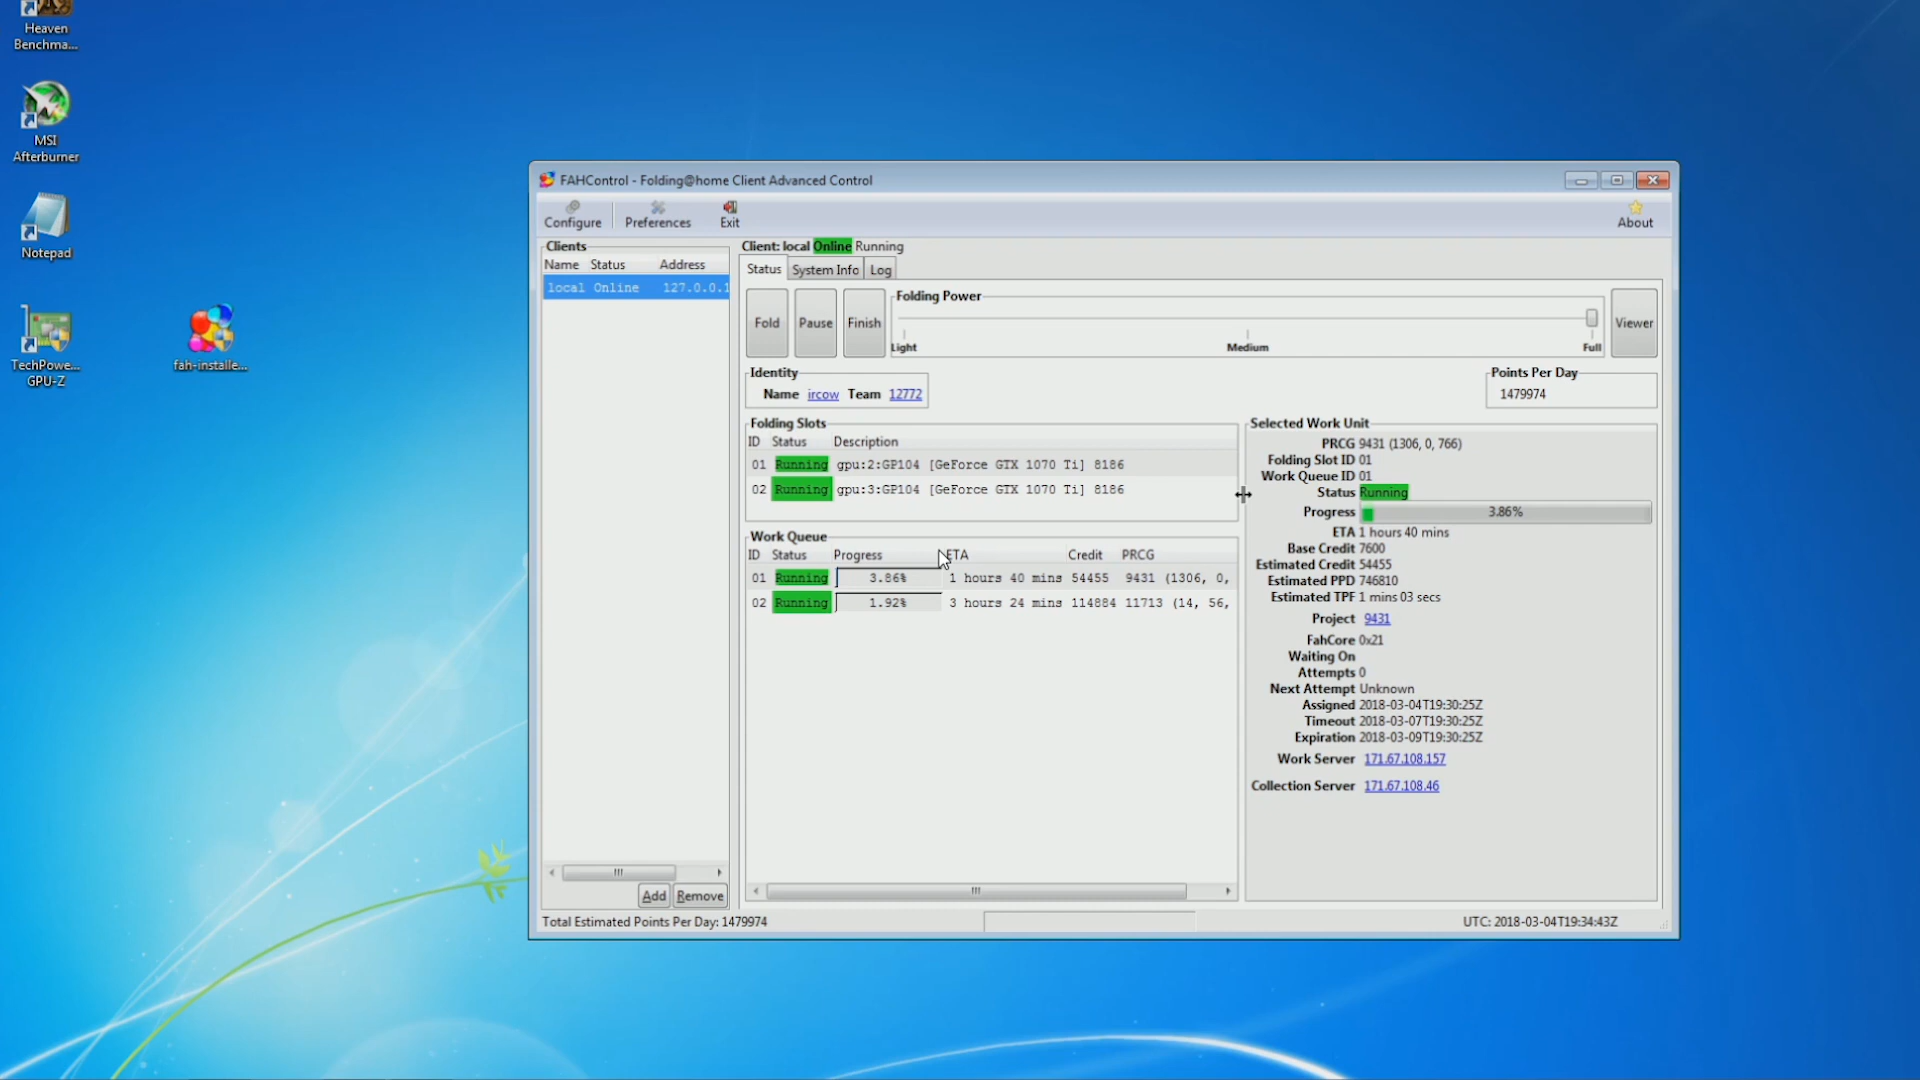 Heaven
Benchma...
MSI
Afterburner
Notepad
TechPowe...
GPU-Z
fah-installe...
FAHControl - Folding@home Client Advanced Control
Configure Preferences Exit About
Clients
Name Status Address
local Online 127.0.0.1
Add Remove
Client: local Online Running
Status System Info Log
Fold Pause Finish
Folding Power
Light Medium Full
Viewer
Identity
Name ircow Team 12772
Points Per Day
1479974
Folding Slots
ID Status Description
01 Running gpu:2:GP104 [GeForce GTX 1070 Ti] 8186
02 Running gpu:3:GP104 [GeForce GTX 1070 Ti] 8186
Work Queue
ID Status Progress ETA Credit PRCG
01 Running 3.86% 1 hours 40 mins 54455 9431 (1306, 0,
02 Running 1.92% 3 hours 24 mins 114884 11713 (14, 56,
Selected Work Unit
PRCG 9431 (1306, 0, 766)
Folding Slot ID 01
Work Queue ID 01
Status Running
Progress 3.86%
ETA 1 hours 40 mins
Base Credit 7600
Estimated Credit 54455
Estimated PPD 746810
Estimated TPF 1 mins 03 secs
Project 9431
FahCore 0x21
Waiting On
Attempts 0
Next Attempt Unknown
Assigned 2018-03-04T19:30:25Z
Timeout 2018-03-07T19:30:25Z
Expiration 2018-03-09T19:30:25Z
Work Server 171.67.108.157
Collection Server 171.67.108.46
Total Estimated Points Per Day: 1479974
UTC: 2018-03-04T19:34:43Z